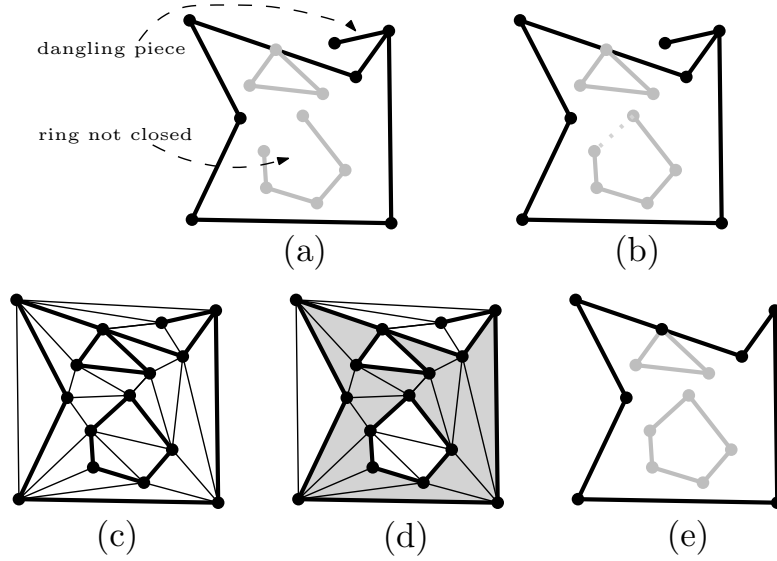 dangling piece
ring not closed
(a)
(b)
(c)
(d)
(e)